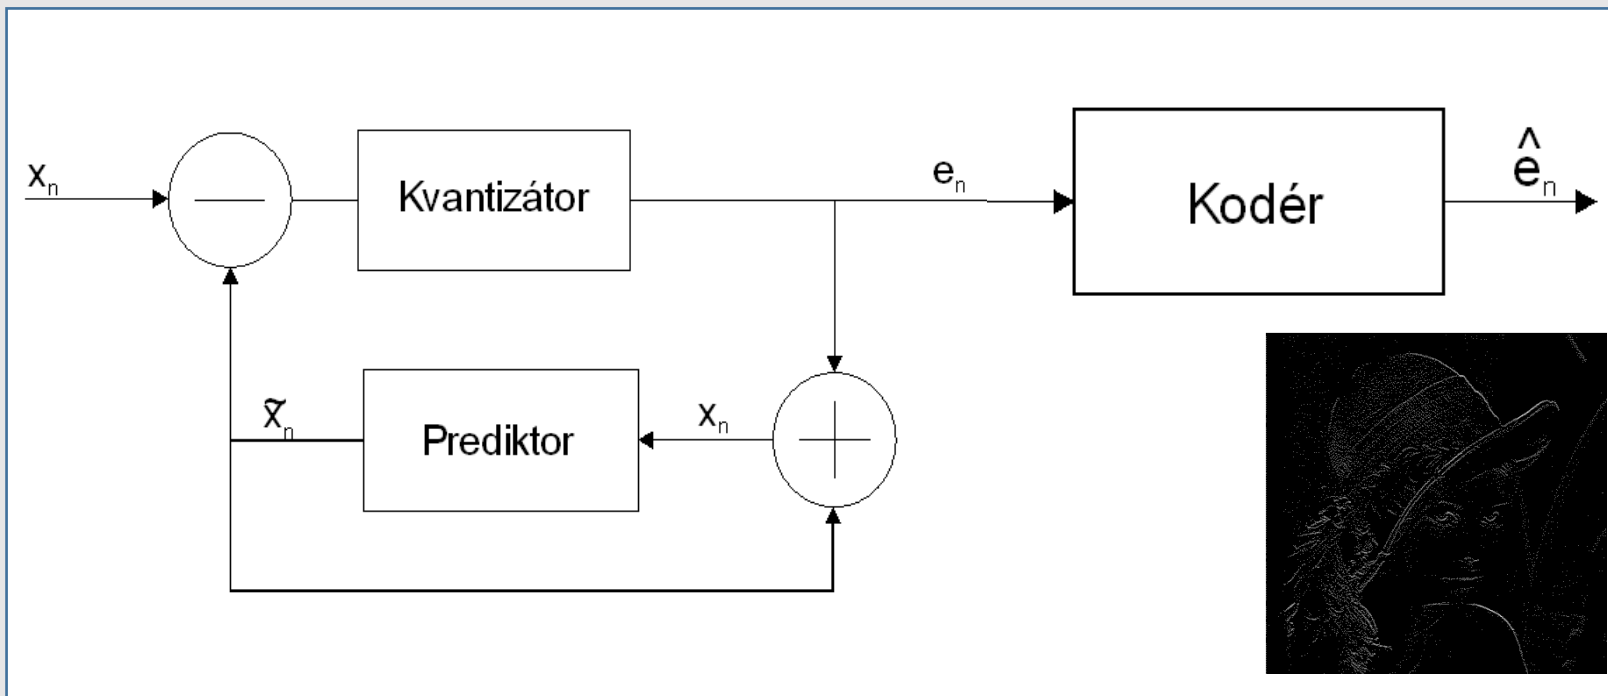 xₙ
Kvantizátor
eₙ
Kodér
êₙ
x̃ₙ
Prediktor
xₙ